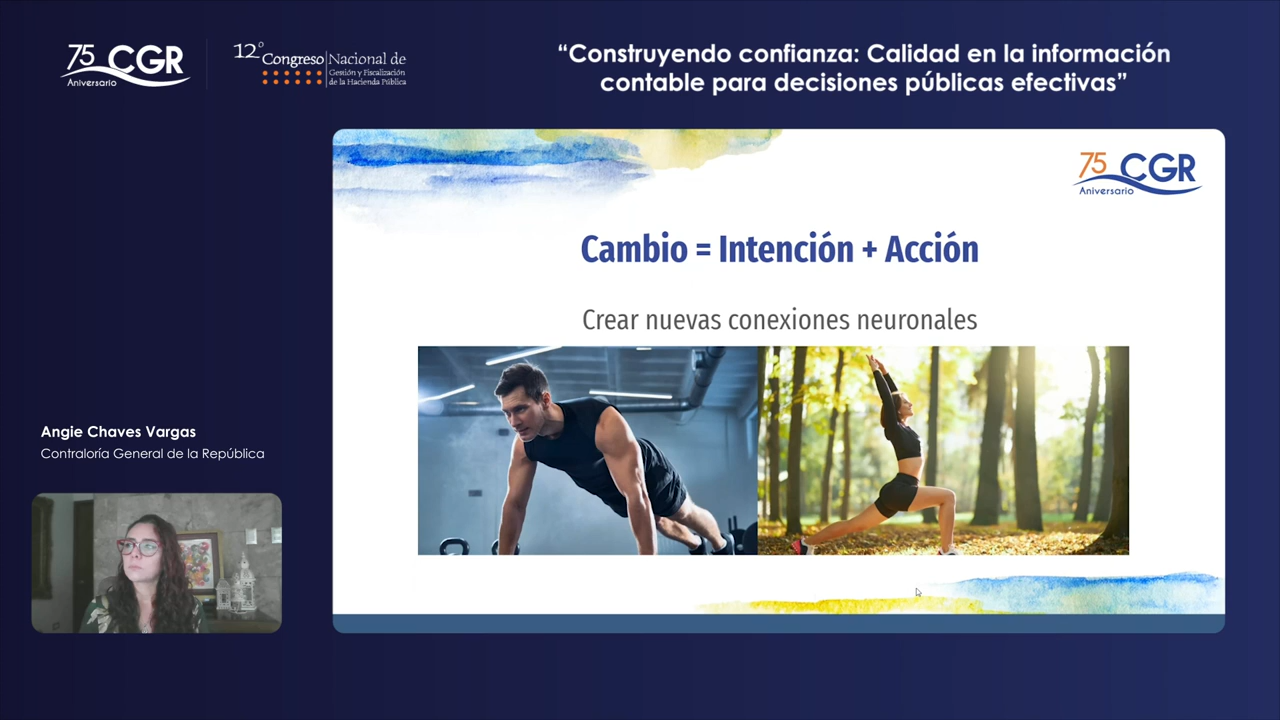 75 CGR
Aniversario
12° Congreso Nacional de
Gestión y Fiscalización
de la Hacienda Pública
“Construyendo confianza: Calidad en la información
contable para decisiones públicas efectivas”
75 CGR
Aniversario
Cambio = Intención + Acción
Crear nuevas conexiones neuronales
Angie Chaves Vargas
Contraloría General de la República